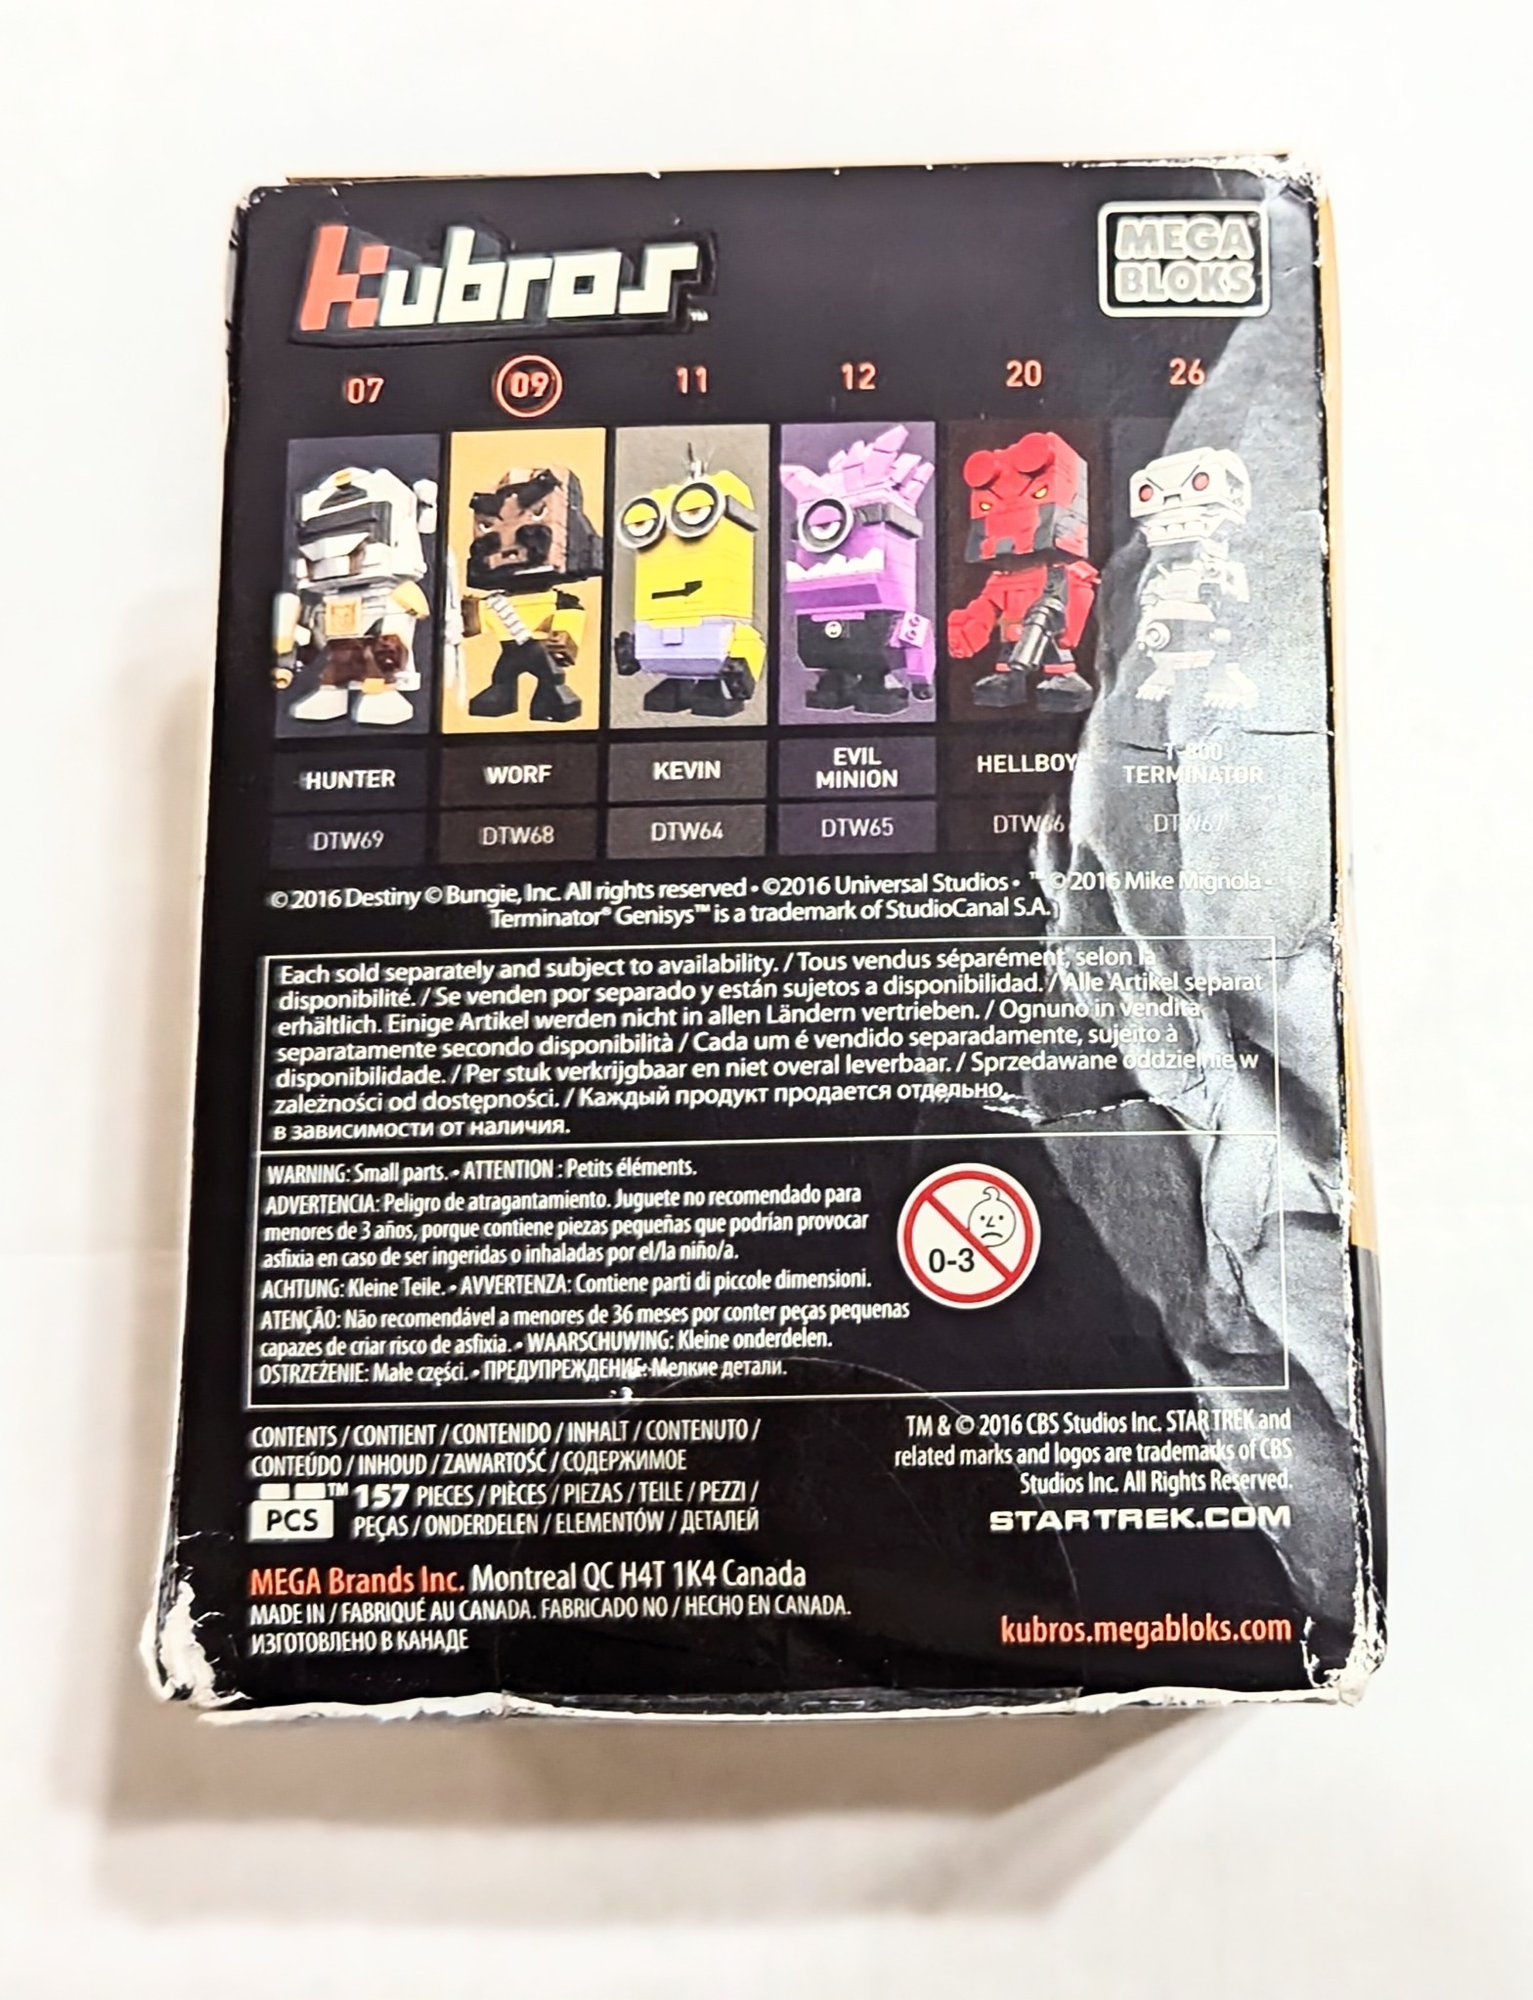 Kubros™
MEGA
BLOKS
07 09 11 12 20 26
HUNTER WORF KEVIN EVIL MINION HELLBOY T-800 TERMINATOR
DTW69 DTW68 DTW64 DTW65 DTW66 DTW67
© 2016 Destiny © Bungie, Inc. All rights reserved • ©2016 Universal Studios • ™ ©2016 Mike Mignola •
Terminator® Genisys™ is a trademark of StudioCanal S.A.
Each sold separately and subject to availability. / Tous vendus séparément, selon la
disponibilité. / Se venden por separado y están sujetos a disponibilidad. / Alle Artikel separat
erhältlich. Einige Artikel werden nicht in allen Ländern vertrieben. / Ognuno in vendita
separatamente secondo disponibilità / Cada um é vendido separadamente, sujeito à
disponibilidade. / Per stuk verkrijgbaar en niet overal leverbaar. / Sprzedawane oddzielnie w
zależności od dostępności. / Каждый продукт продается отдельно,
в зависимости от наличия.
WARNING: Small parts. • ATTENTION : Petits éléments.
ADVERTENCIA: Peligro de atragantamiento. Juguete no recomendado para
menores de 3 años, porque contiene piezas pequeñas que podrían provocar
asfixia en caso de ser ingeridas o inhaladas por el/la niño/a.
ACHTUNG: Kleine Teile. • AVVERTENZA: Contiene parti di piccole dimensioni.
ATENÇÃO: Não recomendável a menores de 36 meses por conter peças pequenas
capazes de criar risco de asfixia. • WAARSCHUWING: Kleine onderdelen.
OSTRZEŻENIE: Małe części. • ПРЕДУПРЕЖДЕНИЕ: Мелкие детали.
0-3
CONTENTS / CONTIENT / CONTENIDO / INHALT / CONTENUTO /
CONTEÚDO / INHOUD / ZAWARTOŚĆ / СОДЕРЖИМОЕ
PCS ™ 157 PIECES / PIÈCES / PIEZAS / TEILE / PEZZI /
PEÇAS / ONDERDELEN / ELEMENTÓW / ДЕТАЛЕЙ
TM & © 2016 CBS Studios Inc. STAR TREK and
related marks and logos are trademarks of CBS
Studios Inc. All Rights Reserved.
STARTREK.COM
MEGA Brands Inc. Montreal QC H4T 1K4 Canada
MADE IN / FABRIQUÉ AU CANADA. FABRICADO NO / HECHO EN CANADA.
ИЗГОТОВЛЕНО В КАНАДЕ
kubros.megabloks.com